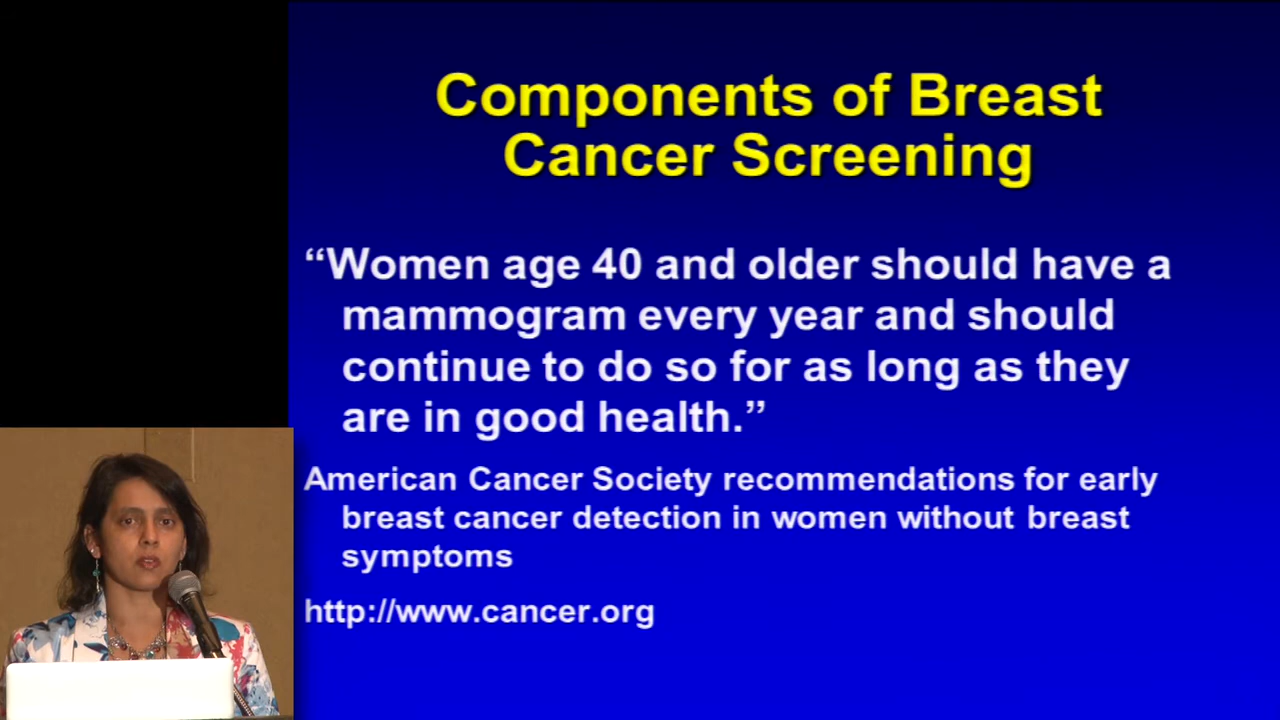 Components of Breast
Cancer Screening
“Women age 40 and older should have a
mammogram every year and should
continue to do so for as long as they
are in good health.”
American Cancer Society recommendations for early
breast cancer detection in women without breast
symptoms
http://www.cancer.org